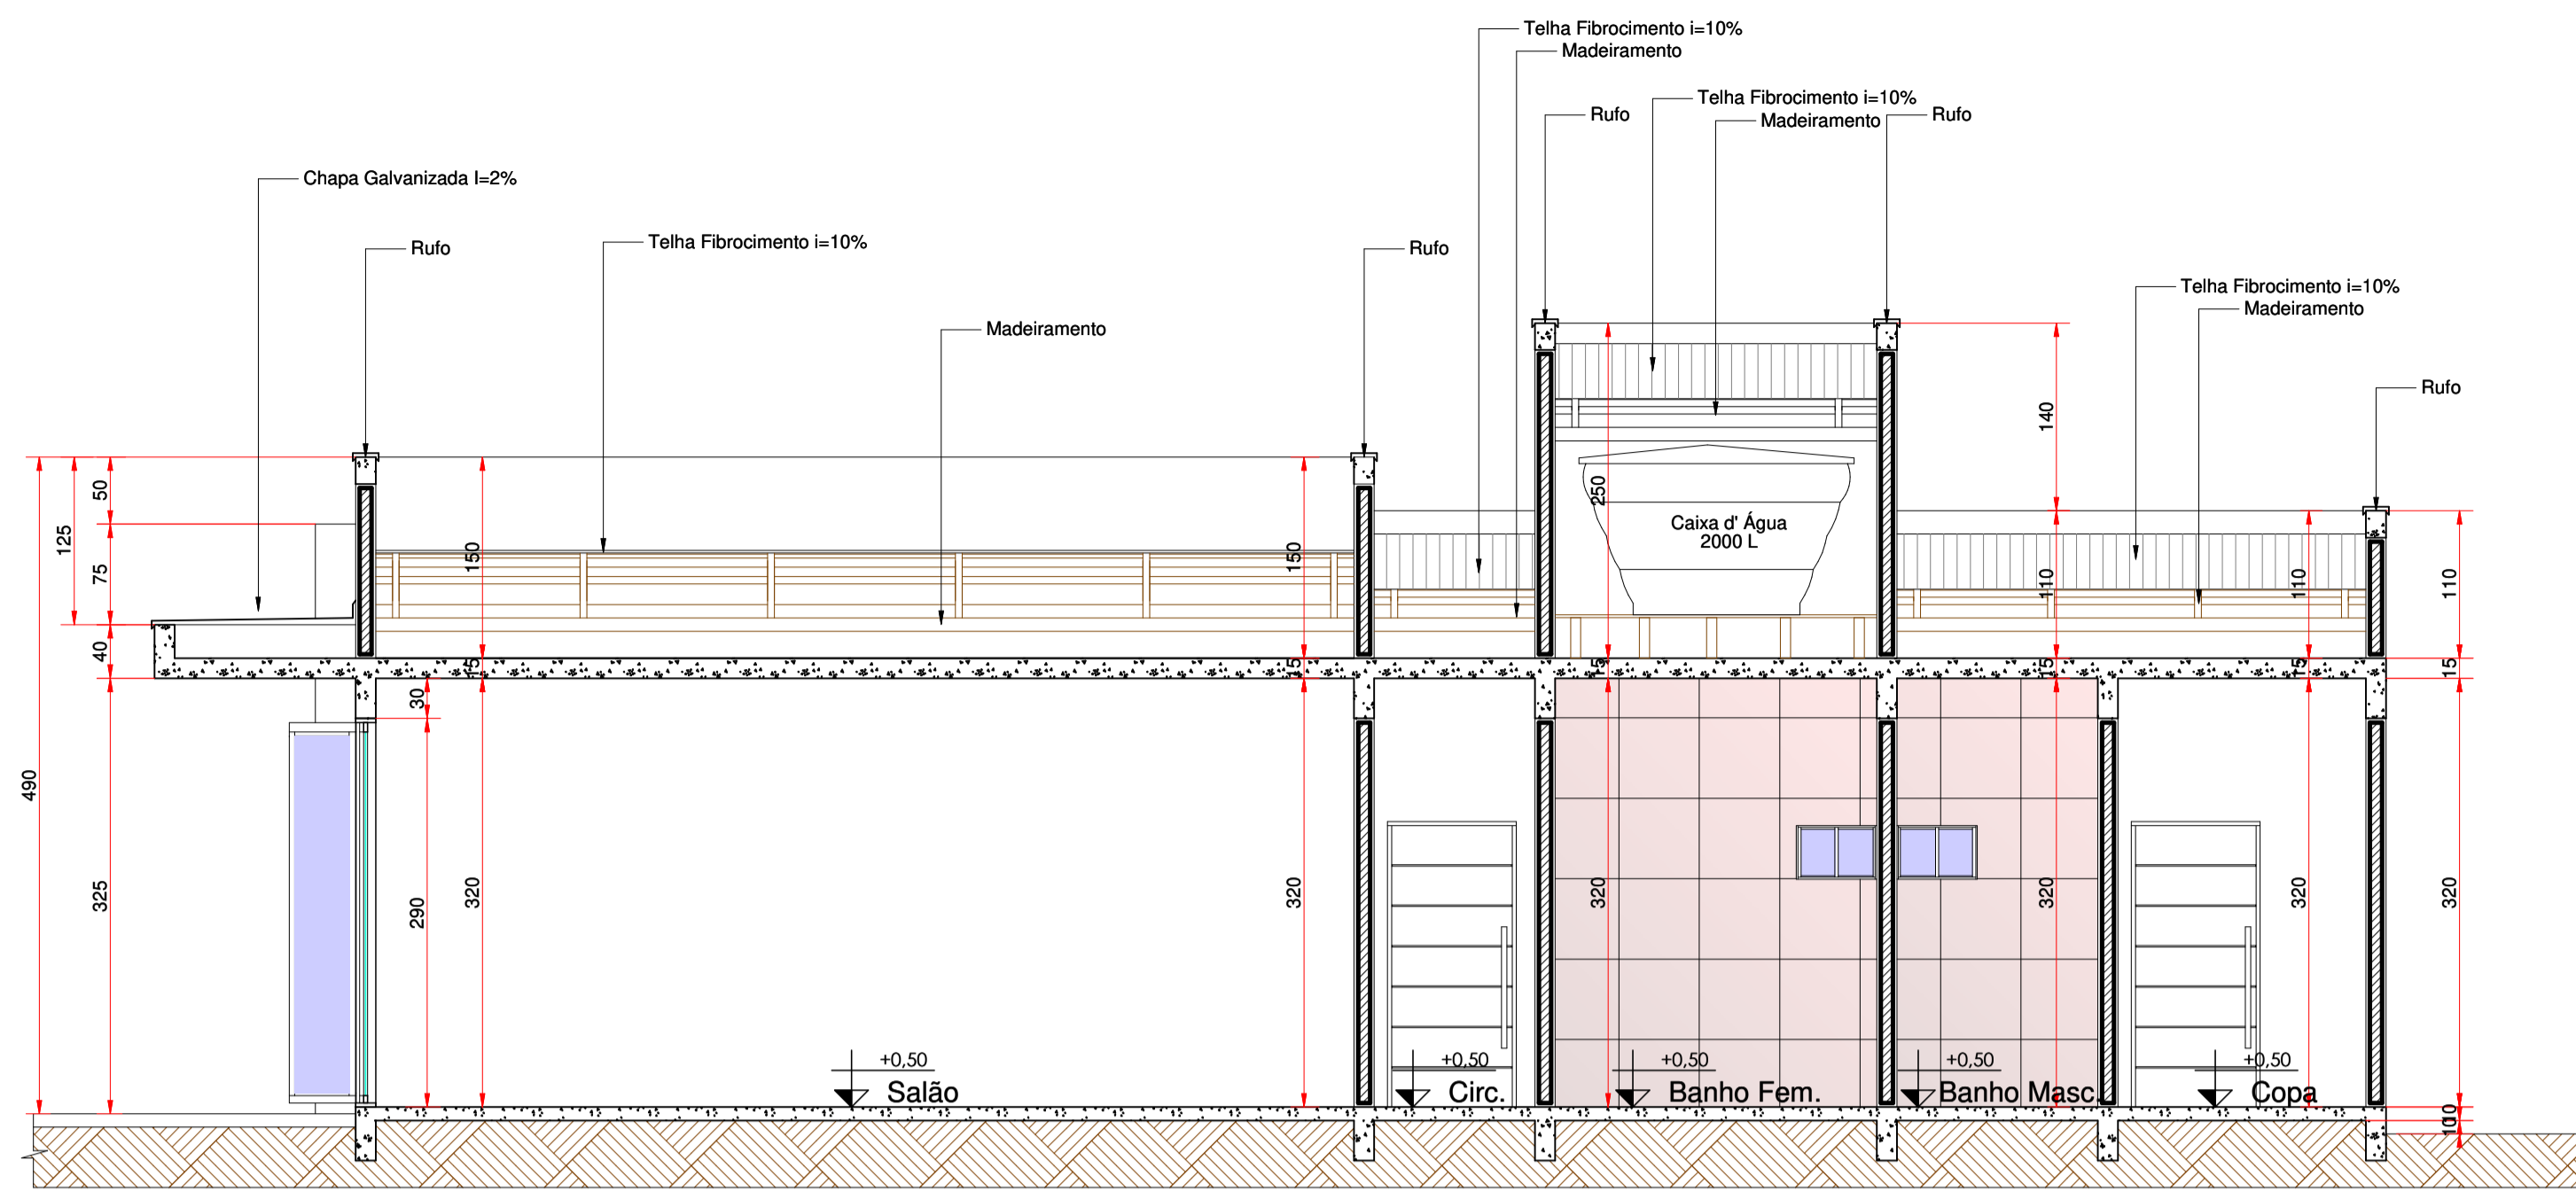 Telha Fibrocimento i=10%
Madeiramento
Telha Fibrocimento i=10%
Rufo
Madeiramento
Rufo
Chapa Galvanizada I=2%
Rufo
Telha Fibrocimento i=10%
Rufo
Telha Fibrocimento i=10%
Madeiramento
Madeiramento
Rufo
140
50
125
75
40
150
150
250
Caixa d' Água
2000 L
110
110
110
15
15
15
15
15
15
30
490
325
290
320
320
320
320
320
320
+0,50
Salão
+0,50
Circ.
+0,50
Banho Fem.
+0,50
Banho Masc.
+0,50
Copa
10